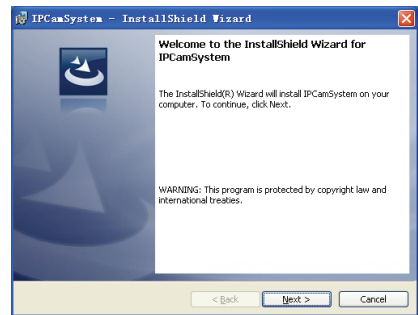 IPCamSystem - InstallShield Wizard
Welcome to the InstallShield Wizard for
IPCamSystem
The InstallShield(R) Wizard will install IPCamSystem on your
computer. To continue, click Next.
WARNING: This program is protected by copyright law and
international treaties.
< Back Next > Cancel